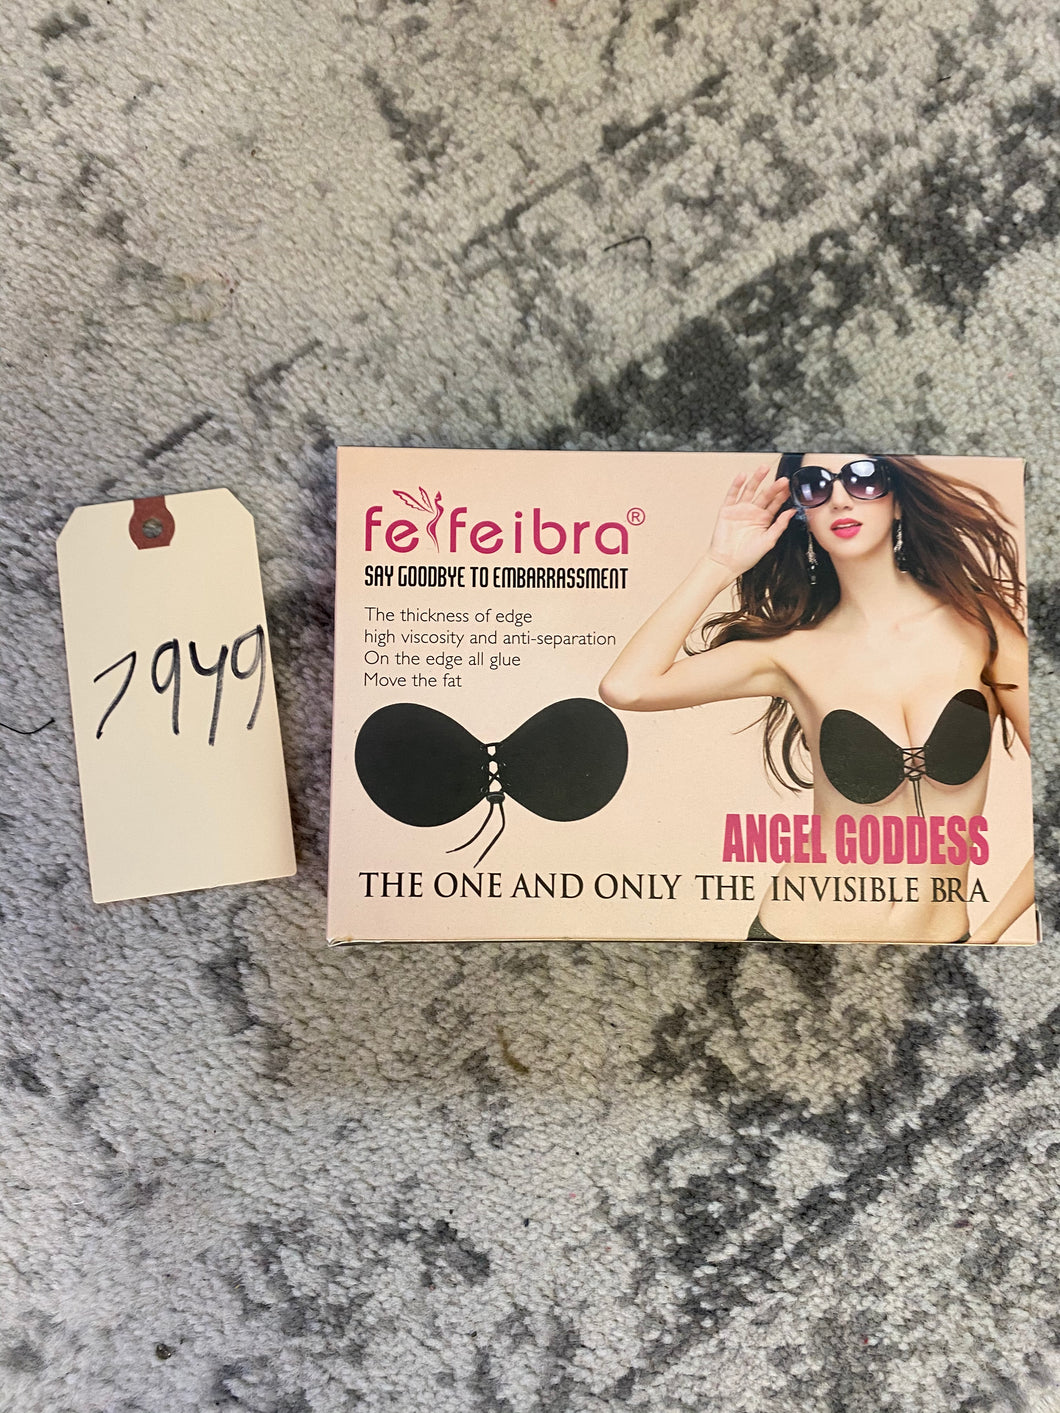 7949
fefeibra®
SAY GOODBYE TO EMBARRASSMENT
The thickness of edge
high viscosity and anti-separation
On the edge all glue
Move the fat
ANGEL GODDESS
THE ONE AND ONLY THE INVISIBLE BRA